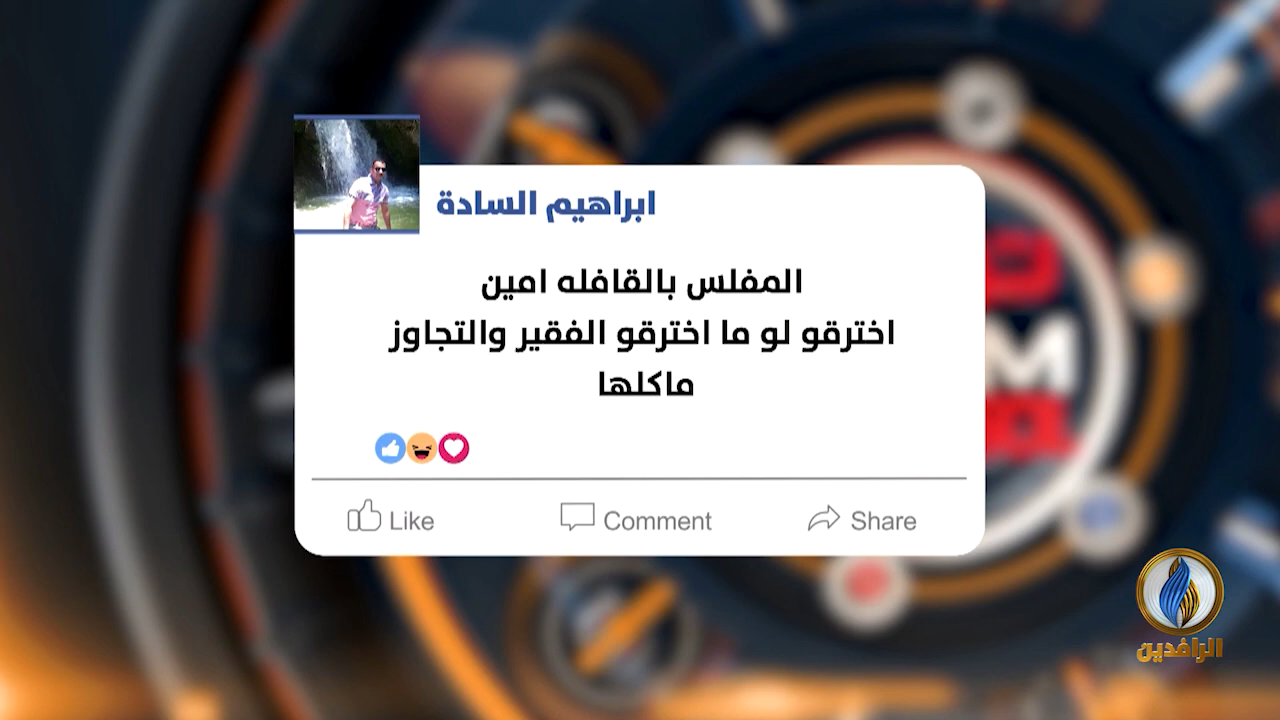 ابراهيم السادة
المفلس بالقافله امين
اخترقو لو ما اخترقو الفقير والتجاوز
ماكلها
Like Comment Share
الرافدين